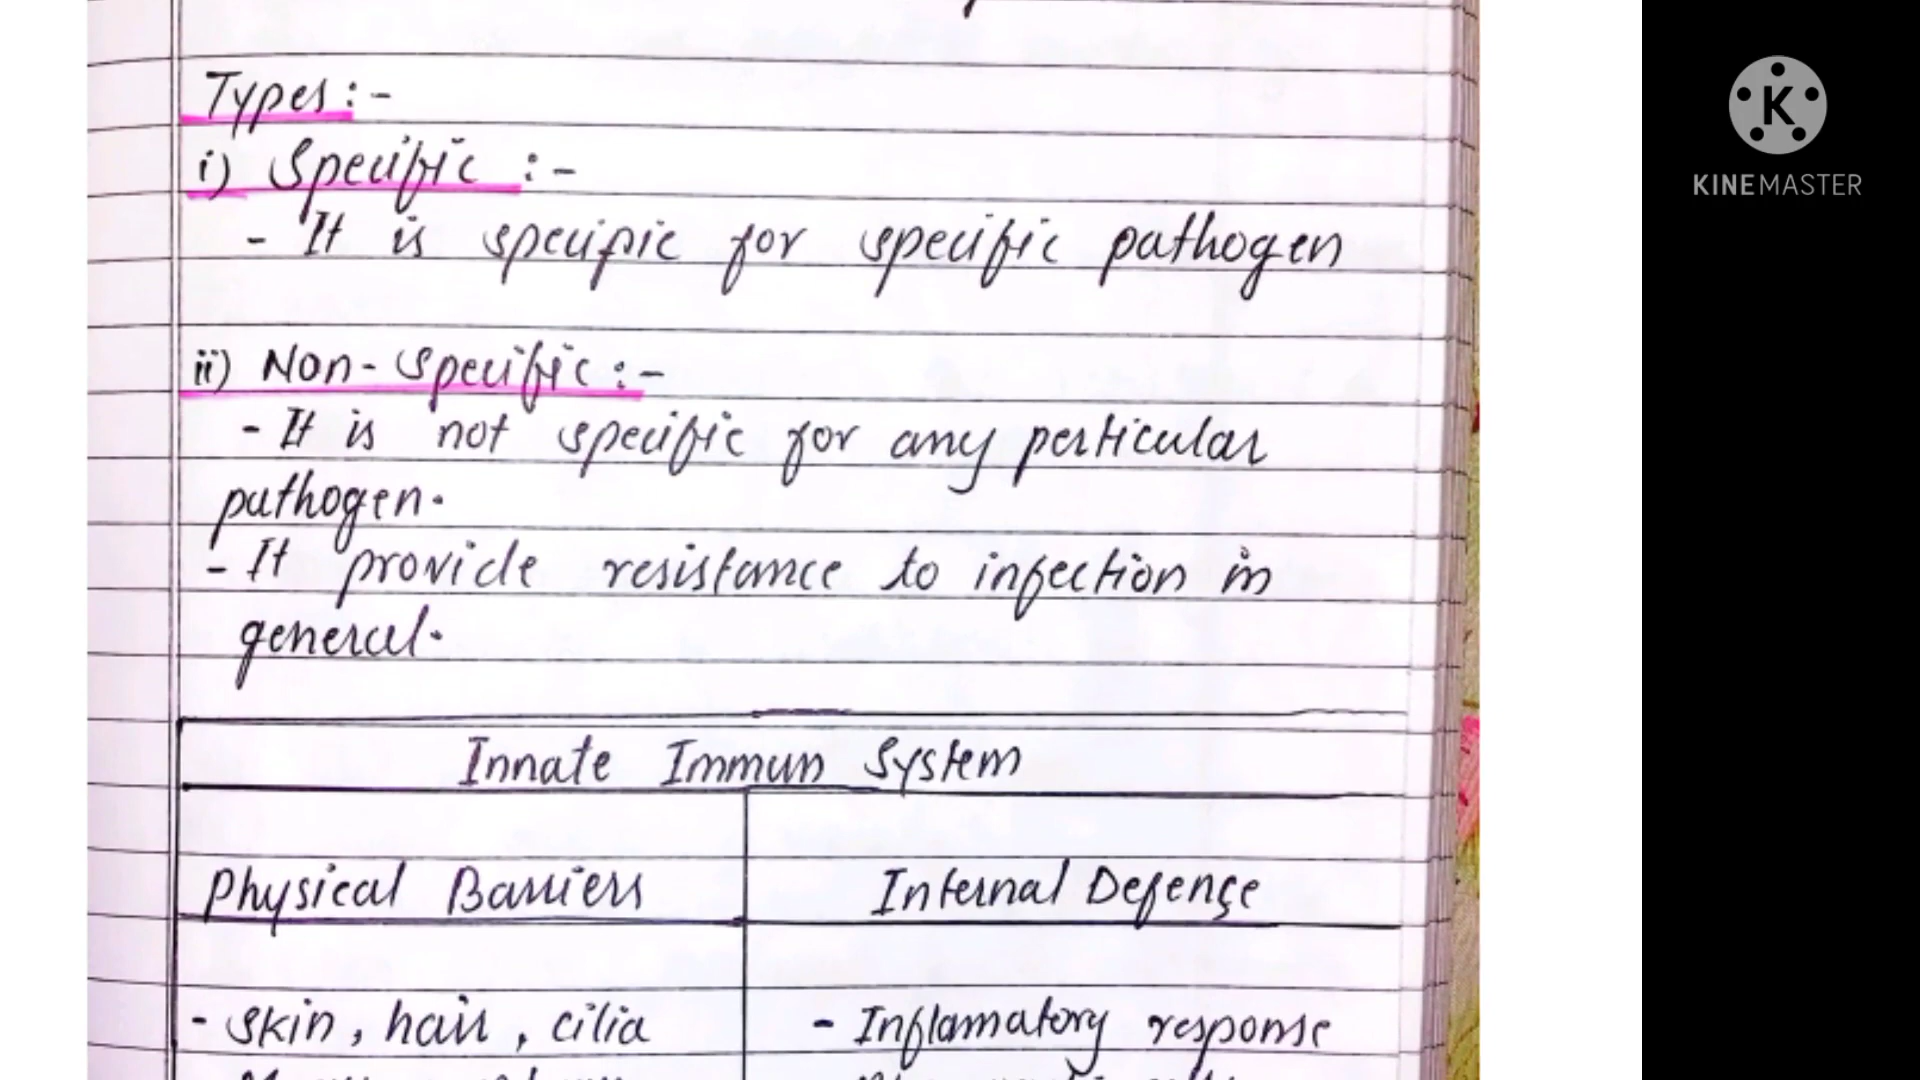 Types:-
i) Specific :-
- It is specific for specific pathogen
ii) Non-Specific:-
- It is not specific for any perticular
pathogen.
- It provide resistance to infection in
general.
Innate Immun System
Physical Barriers
Internal Defence
- skin, hair, cilia
- Inflamatory response
KINEMASTER